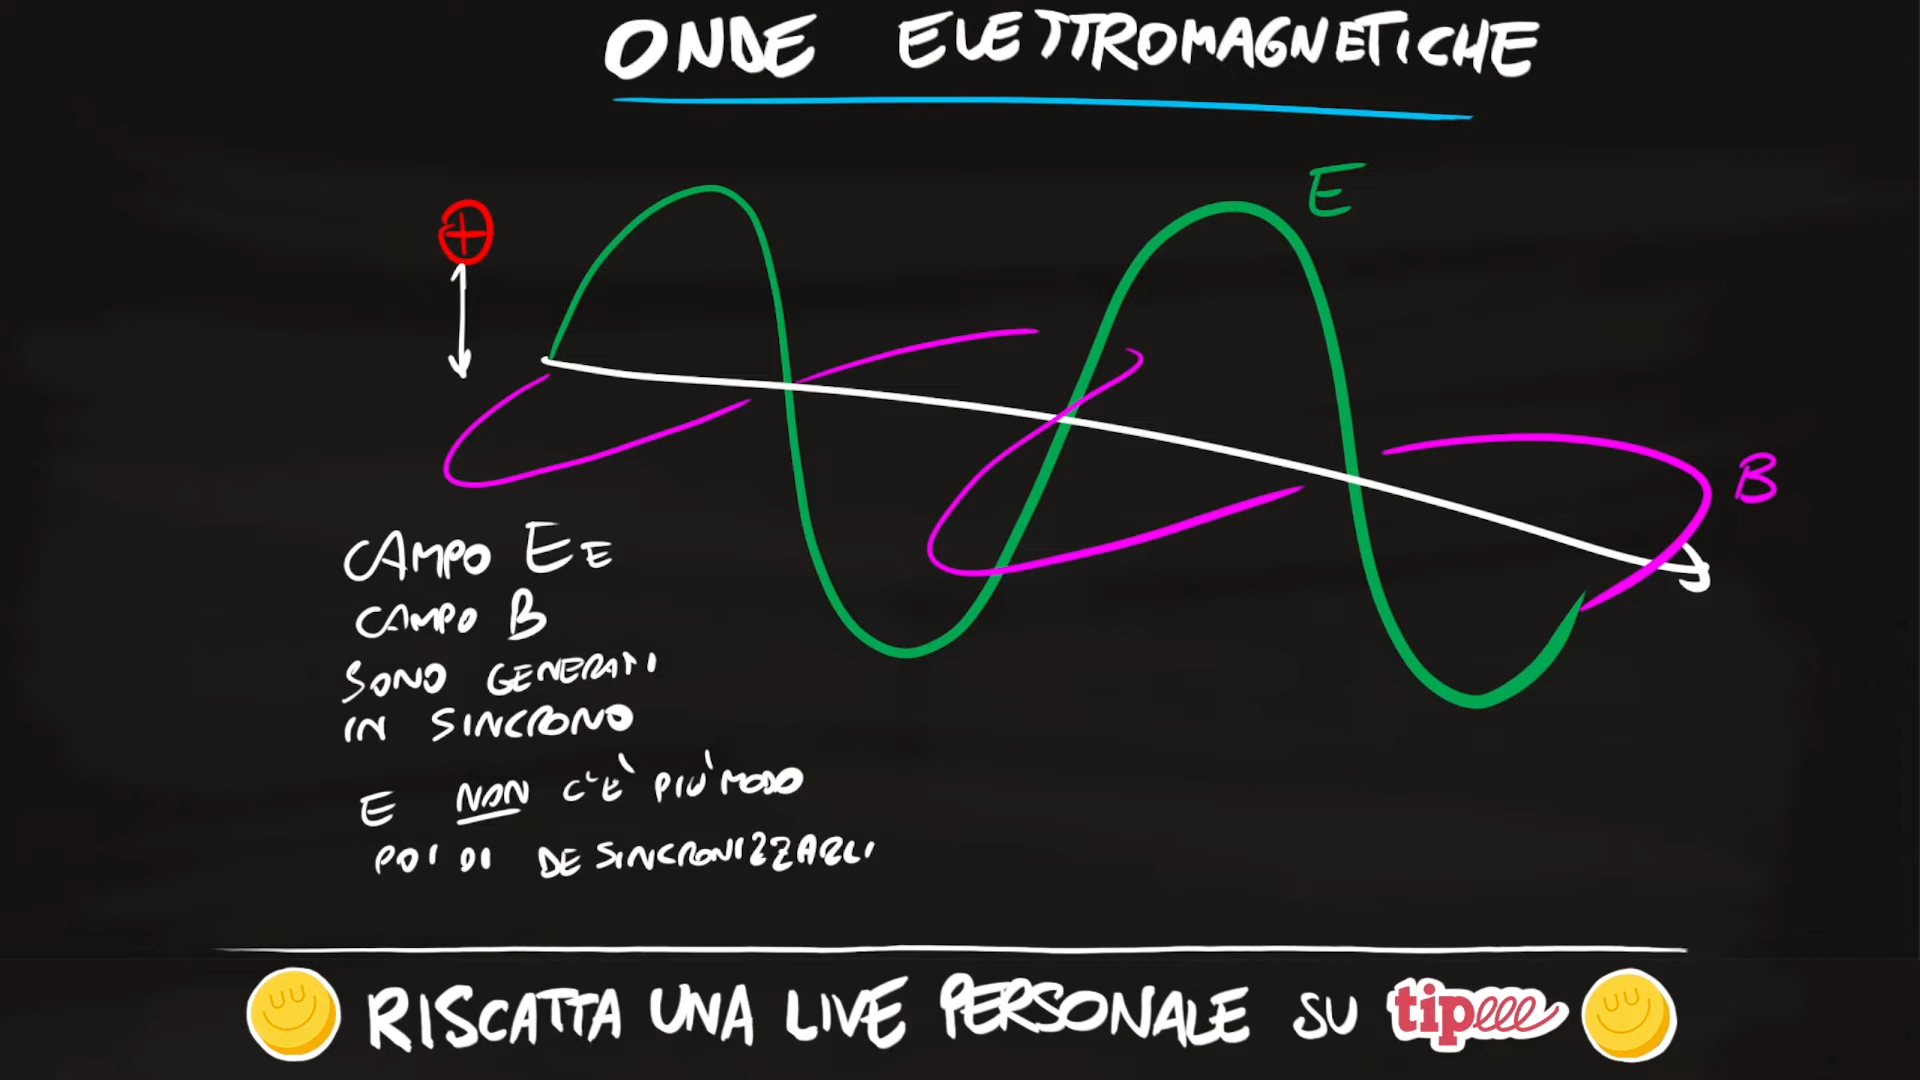 ONDE ELETTROMAGNETICHE
E
+
B
CAMPO E E
CAMPO B
SONO GENERATI
IN SINCRONO
E NON C'È PIÙ MODO
POI DI DESINCRONIZZARLI
RISCATTA UNA LIVE PERSONALE SU tipeee